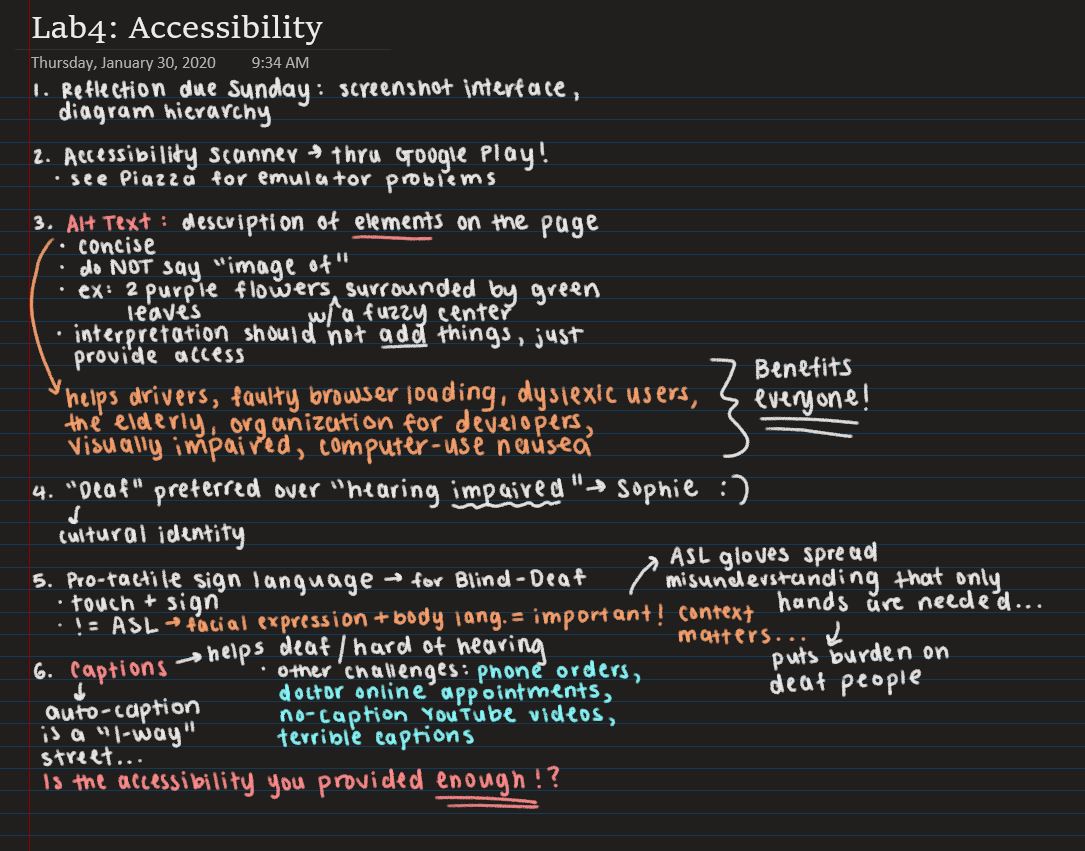 Lab4: Accessibility
Thursday, January 30, 2020 9:34 AM
1. Reflection due Sunday: screenshot interface,
diagram hierarchy
2. Accessibility Scanner → thru Google Play!
· see Piazza for emulator problems
3. Alt Text: description of elements on the page
· concise
· do NOT say "image of"
· ex: 2 purple flowers ^ surrounded by green
leaves w/a fuzzy center
· interpretation should not add things, just
provide access
helps drivers, faulty browser loading, dyslexic users,
the elderly, organization for developers,
visually impaired, computer-use nausea
Benefits
everyone!
4. "Deaf" preferred over "hearing impaired" → Sophie :)
↓
cultural identity
5. Pro-tactile sign language → for Blind-Deaf
· touch + sign
· != ASL → facial expression + body lang. = important! context
matters...
ASL gloves spread
misunderstanding that only
hands are needed...
puts burden on
deaf people
6. Captions → helps deaf/hard of hearing
· other challenges: phone orders,
doctor online appointments,
no-caption YouTube videos,
terrible captions
↓
auto-caption
is a "1-way"
street...
Is the accessibility you provided enough!?